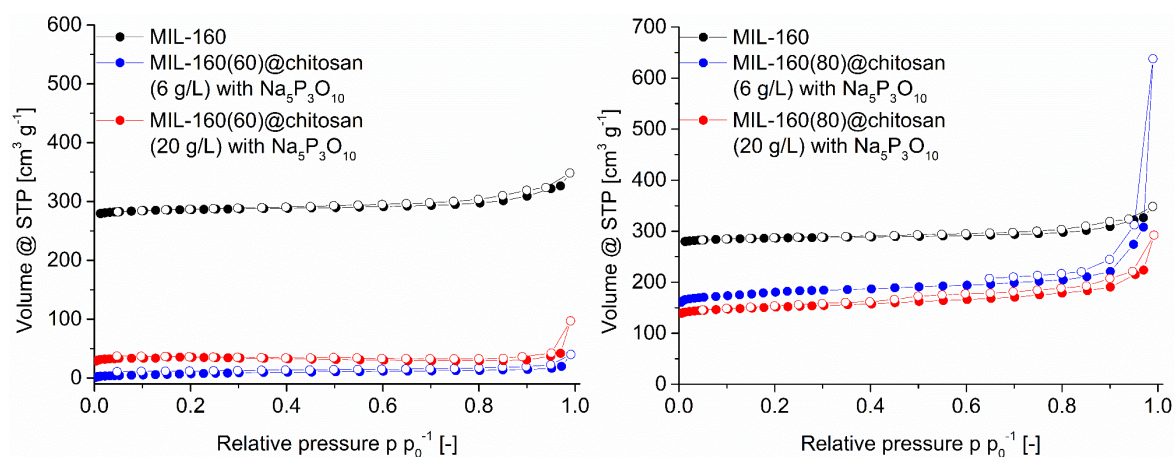 600
500
400
300
200
100
0
Volume @ STP [cm³ g⁻¹]
MIL-160
MIL-160(60)@chitosan
(6 g/L) with Na₅P₃O₁₀
MIL-160(60)@chitosan
(20 g/L) with Na₅P₃O₁₀
0.0 0.2 0.4 0.6 0.8 1.0
Relative pressure p p₀⁻¹ [-]
700
600
500
400
300
200
100
0
Volume @ STP [cm³ g⁻¹]
MIL-160
MIL-160(80)@chitosan
(6 g/L) with Na₅P₃O₁₀
MIL-160(80)@chitosan
(20 g/L) with Na₅P₃O₁₀
0.0 0.2 0.4 0.6 0.8 1.0
Relative pressure p p₀⁻¹ [-]